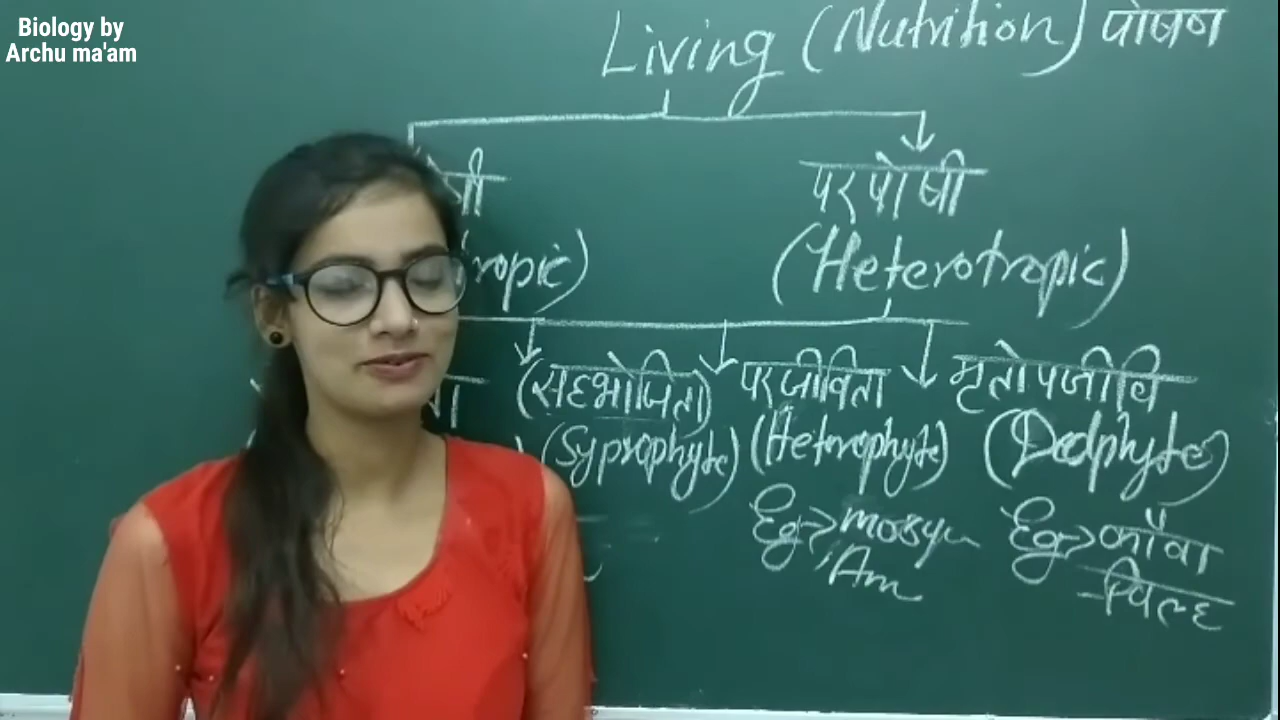 Biology by
Archu ma'am
Living (Nutrition) पोषण
परपोषी
ropic)
(Heterotropic)
(सहभोजिता) परजीविता मृतोपजीवि
(Syprophyte) (Heterophyte) (Dedphyte)
Eg-> Eg-> कौवा
Am
चिल्ह